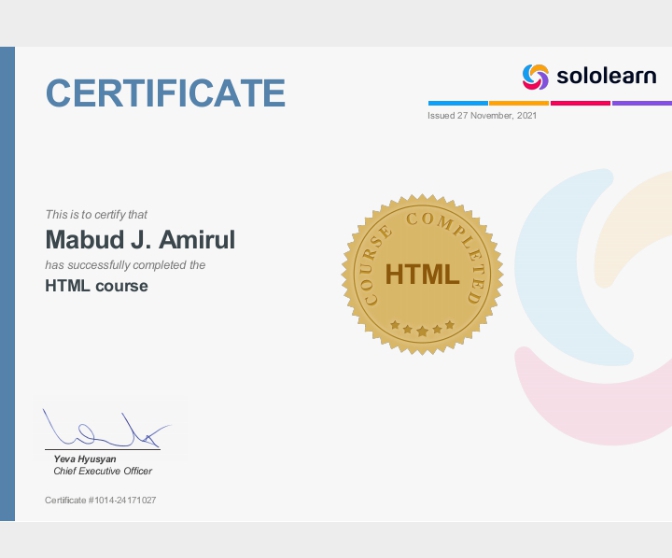 CERTIFICATE
sololearn
Issued 27 November, 2021
This is to certify that
Mabud J. Amirul
has successfully completed the
HTML course
COURSE COMPLETED
HTML
Yeva Hyusyan
Chief Executive Officer
Certificate #1014-24171027